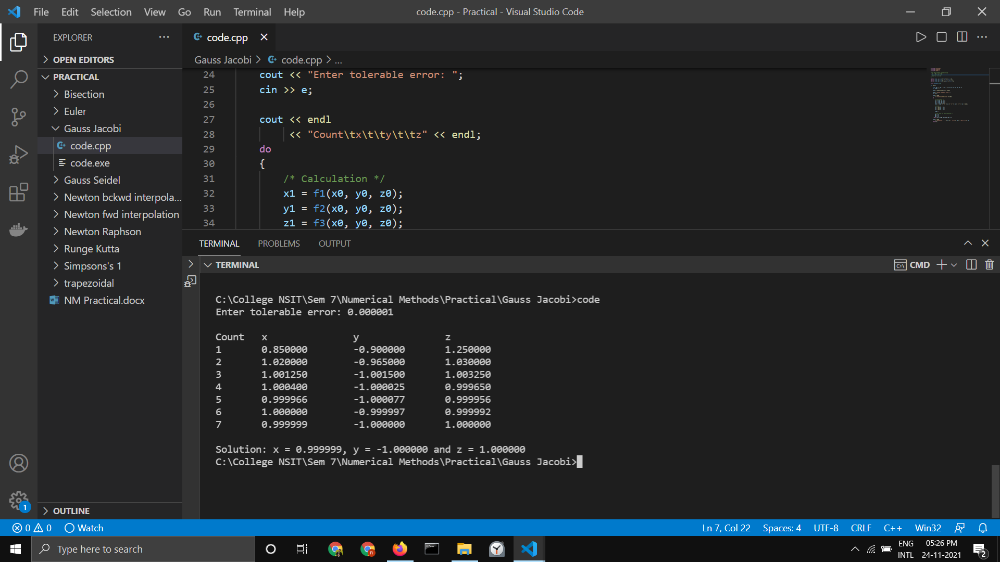 File Edit Selection View Go Run Terminal Help
code.cpp - Practical - Visual Studio Code
EXPLORER
OPEN EDITORS
PRACTICAL
Bisection
Euler
Gauss Jacobi
code.cpp
code.exe
Gauss Seidel
Newton bckwd interpola...
Newton fwd interpolation
Newton Raphson
Runge Kutta
Simpsons's 1
trapezoidal
NM Practical.docx
OUTLINE
code.cpp
Gauss Jacobi > code.cpp > ...
24 cout << "Enter tolerable error: ";
25 cin >> e;
26
27 cout << endl
28 << "Count\tx\t\ty\t\tz" << endl;
29 do
30 {
31 /* Calculation */
32 x1 = f1(x0, y0, z0);
33 y1 = f2(x0, y0, z0);
34 z1 = f3(x0, y0, z0);
TERMINAL PROBLEMS OUTPUT
TERMINAL
CMD
C:\College NSIT\Sem 7\Numerical Methods\Practical\Gauss Jacobi>code
Enter tolerable error: 0.000001
Count x y z
1 0.850000 -0.900000 1.250000
2 1.020000 -0.965000 1.030000
3 1.001250 -1.001500 1.003250
4 1.000400 -1.000025 0.999650
5 0.999966 -1.000077 0.999956
6 1.000000 -0.999997 0.999992
7 0.999999 -1.000000 1.000000
Solution: x = 0.999999, y = -1.000000 and z = 1.000000
C:\College NSIT\Sem 7\Numerical Methods\Practical\Gauss Jacobi>
1
0 0 Watch
Ln 7, Col 22 Spaces: 4 UTF-8 CRLF C++ Win32
Type here to search
R
ENG
INTL
05:26 PM
24-11-2021
2